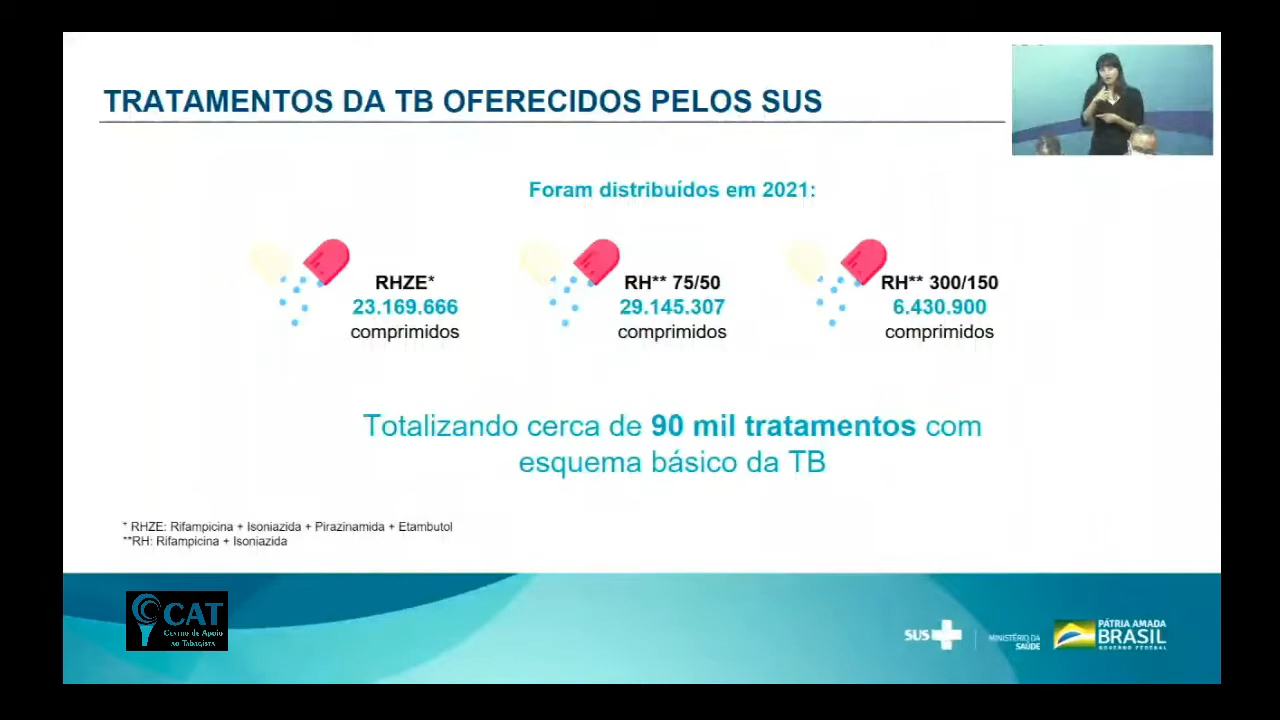 TRATAMENTOS DA TB OFERECIDOS PELOS SUS
Foram distribuídos em 2021:
RHZE*
23.169.666
comprimidos
RH** 75/50
29.145.307
comprimidos
RH** 300/150
6.430.900
comprimidos
Totalizando cerca de 90 mil tratamentos com
esquema básico da TB
* RHZE: Rifampicina + Isoniazida + Pirazinamida + Etambutol
**RH: Rifampicina + Isoniazida
CAT
Centro de Apoio
ao Tabagista
SUS
MINISTÉRIO DA
SAÚDE
PÁTRIA AMADA
BRASIL
GOVERNO FEDERAL